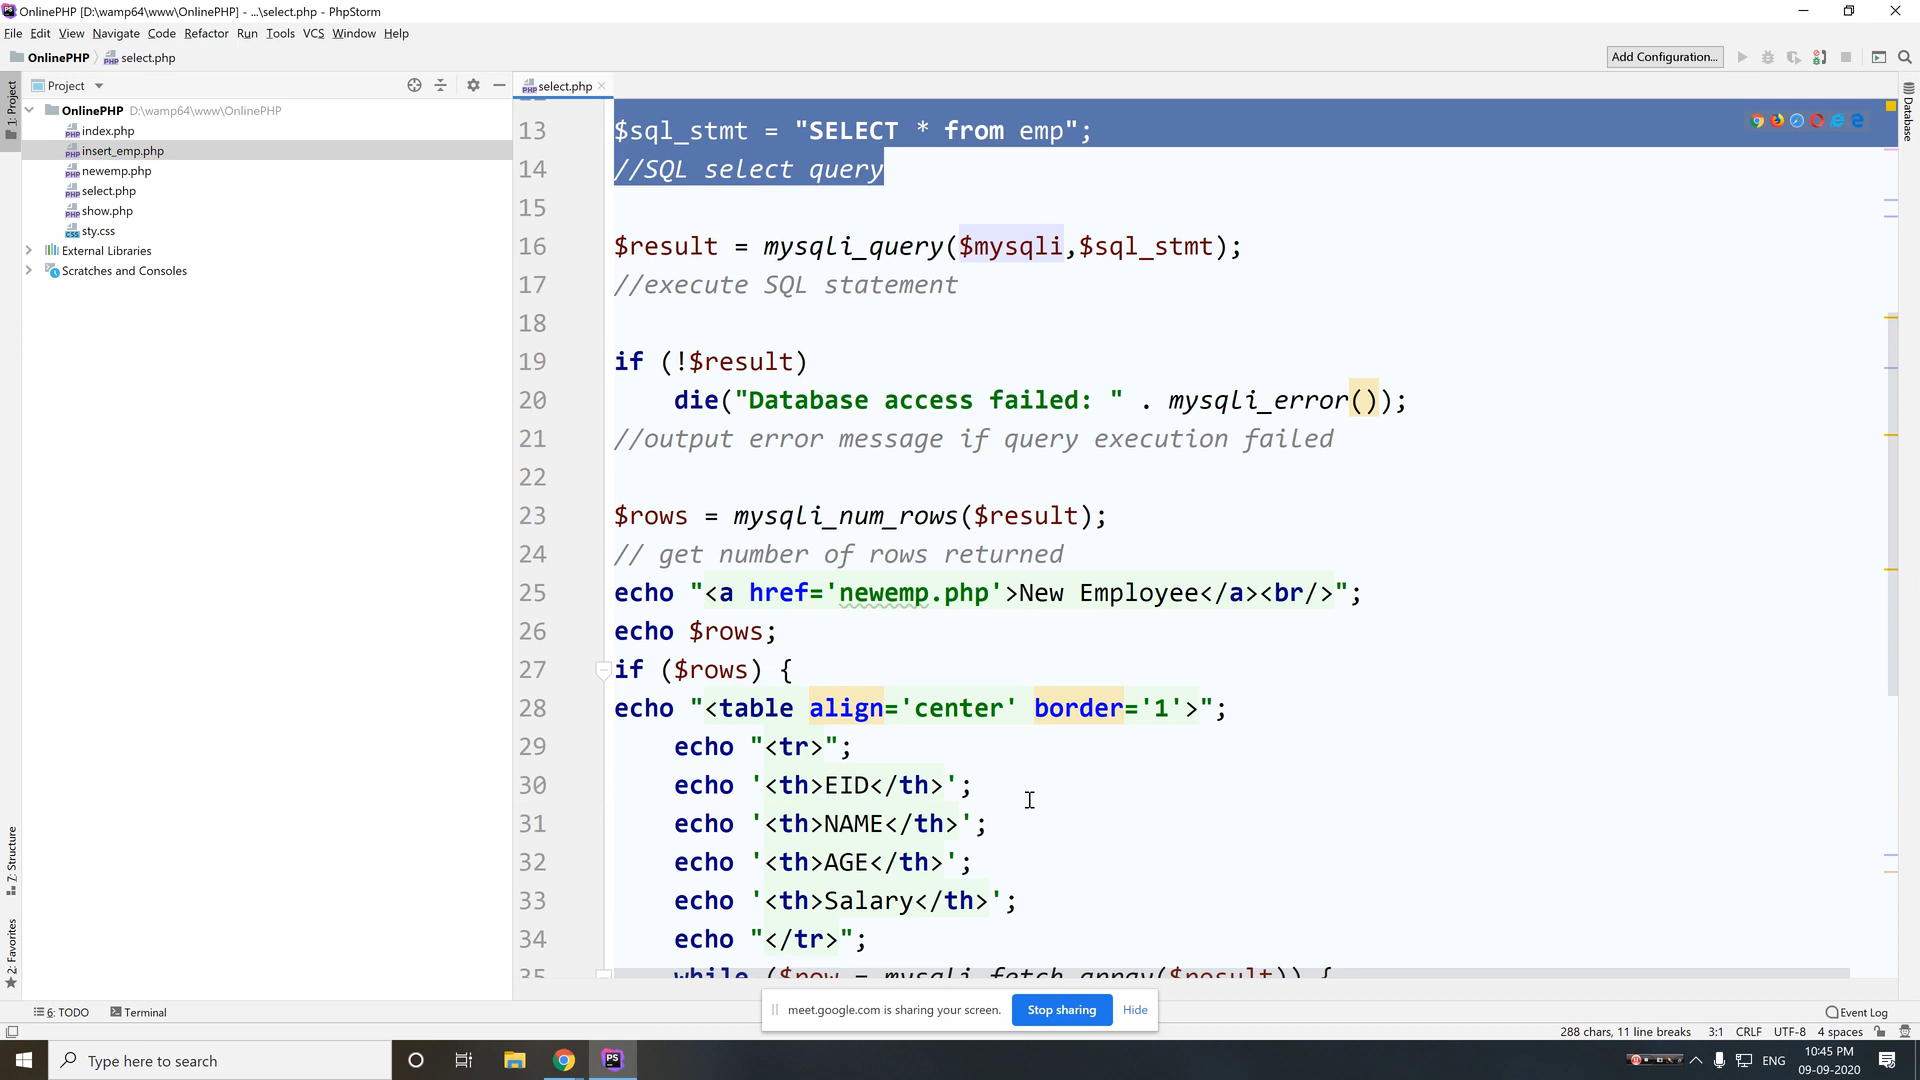 OnlinePHP [D:\wamp64\www\OnlinePHP] - ...\select.php - PhpStorm
File Edit View Navigate Code Refactor Run Tools VCS Window Help
OnlinePHP select.php
Add Configuration...
1: Project
Project
select.php
Database
OnlinePHP D:\wamp64\www\OnlinePHP
index.php
insert_emp.php
newemp.php
select.php
show.php
sty.css
External Libraries
Scratches and Consoles
13 $sql_stmt = "SELECT * from emp";
14 //SQL select query
15
16 $result = mysqli_query($mysqli,$sql_stmt);
17 //execute SQL statement
18
19 if (!$result)
20 die("Database access failed: " . mysqli_error());
21 //output error message if query execution failed
22
23 $rows = mysqli_num_rows($result);
24 // get number of rows returned
25 echo "<a href='newemp.php'>New Employee</a><br/>";
26 echo $rows;
27 if ($rows) {
28 echo "<table align='center' border='1'>";
29 echo "<tr>";
30 echo '<th>EID</th>';
31 echo '<th>NAME</th>';
32 echo '<th>AGE</th>';
33 echo '<th>Salary</th>';
34 echo "</tr>";
35 while ($row = mysqli_fetch_array($result)) {
7: Structure
2: Favorites
6: TODO Terminal
meet.google.com is sharing your screen. Stop sharing Hide
Event Log
288 chars, 11 line breaks 3:1 CRLF UTF-8 4 spaces
Type here to search
PS
ENG
10:45 PM
09-09-2020